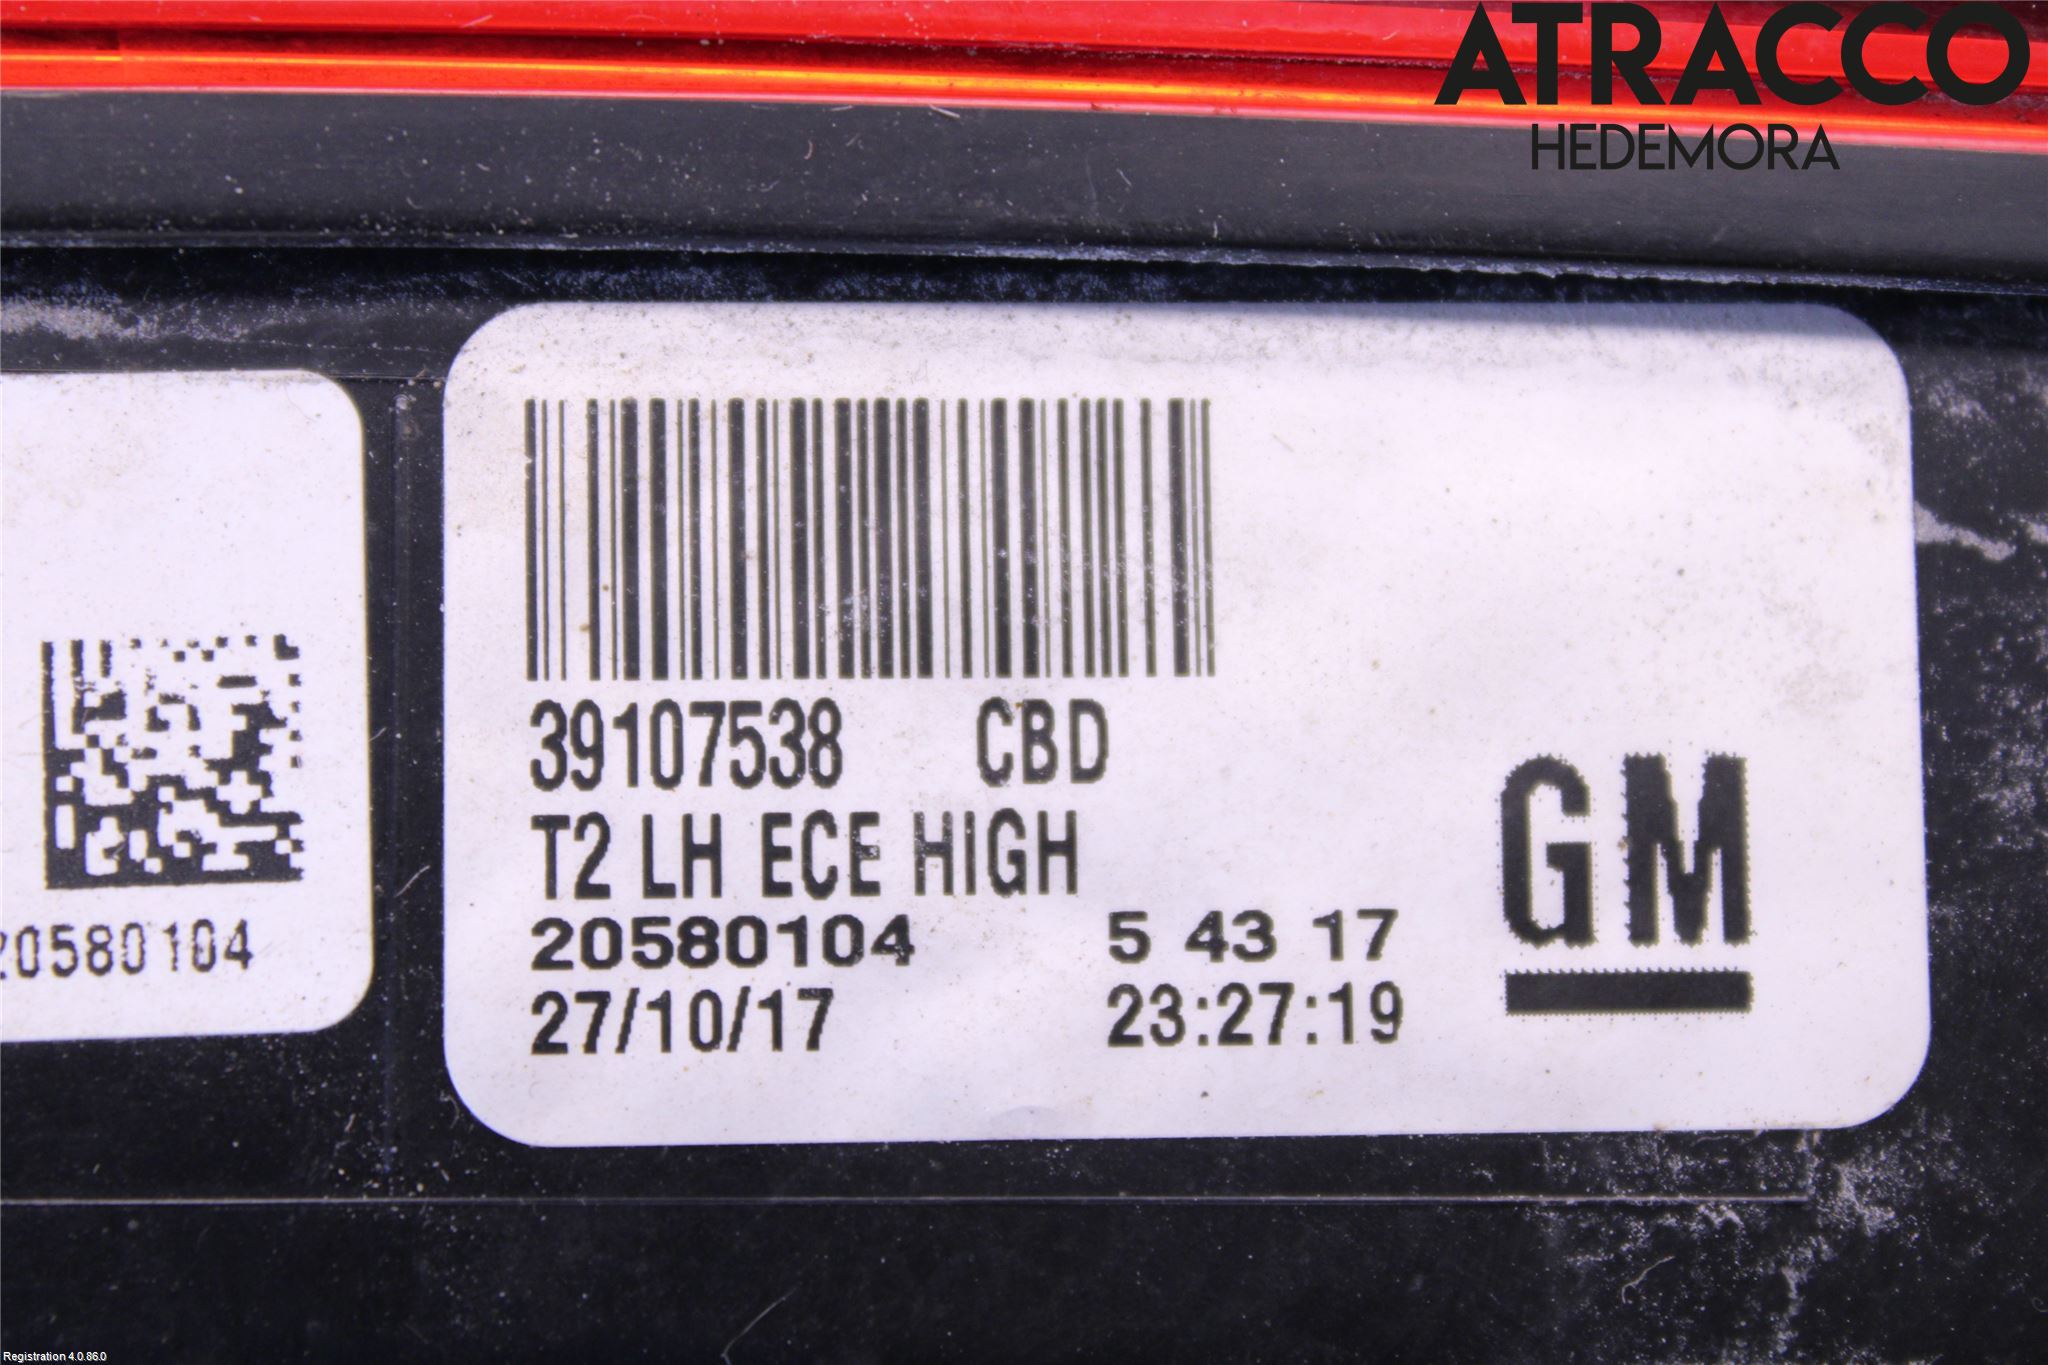 ATRACCO
HEDEMORA
39107538 CBD
T2 LH ECE HIGH
20580104 5 43 17
27/10/17 23:27:19
GM
20580104
Registration 4.0.86.0